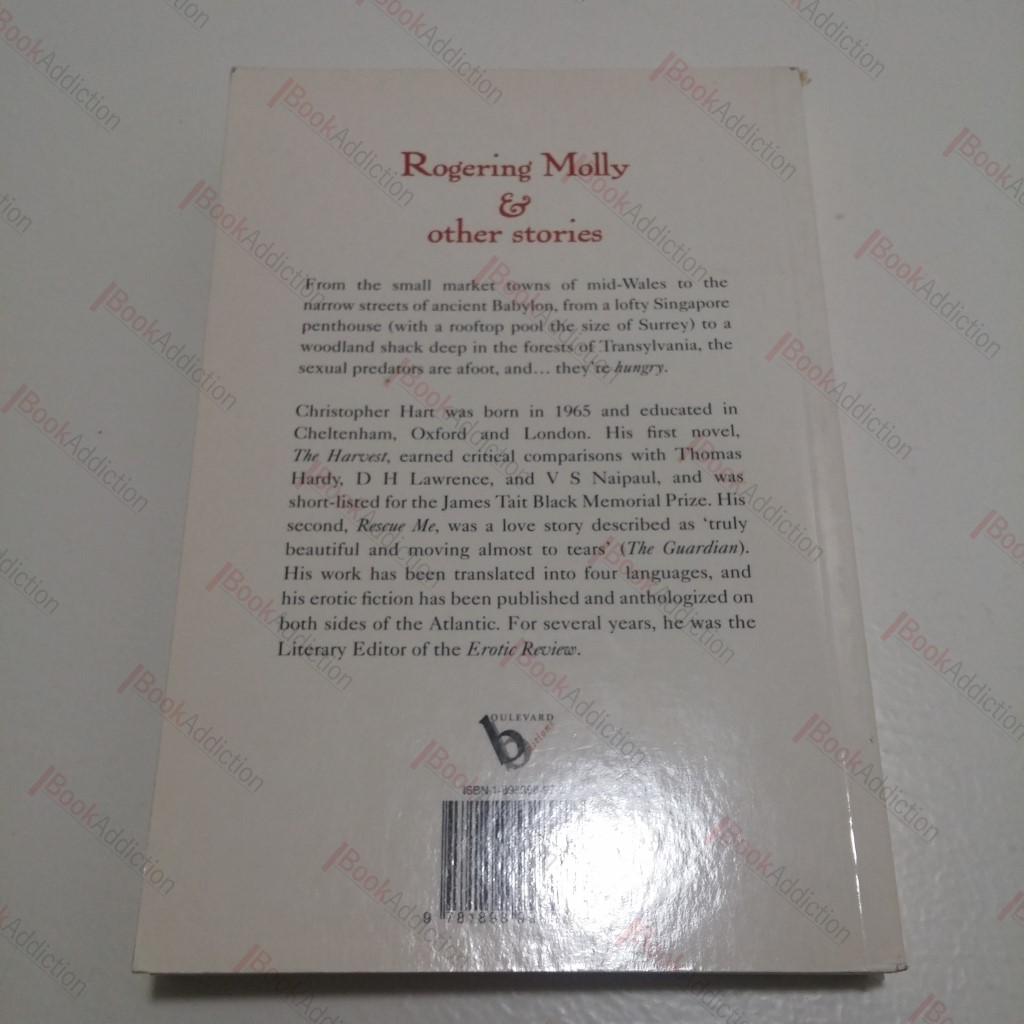 Rogering Molly
&
other stories
From the small market towns of mid-Wales to the
narrow streets of ancient Babylon, from a lofty Singapore
penthouse (with a rooftop pool the size of Surrey) to a
woodland shack deep in the forests of Transylvania, the
sexual predators are afoot, and... they're hungry.
Christopher Hart was born in 1965 and educated in
Cheltenham, Oxford and London. His first novel,
The Harvest, earned critical comparisons with Thomas
Hardy, D H Lawrence, and V S Naipaul, and was
short-listed for the James Tait Black Memorial Prize. His
second, Rescue Me, was a love story described as ‘truly
beautiful and moving almost to tears’ (The Guardian).
His work has been translated into four languages, and
his erotic fiction has been published and anthologized on
both sides of the Atlantic. For several years, he was the
Literary Editor of the Erotic Review.
BOULEVARD
ISBN
BookAddiction